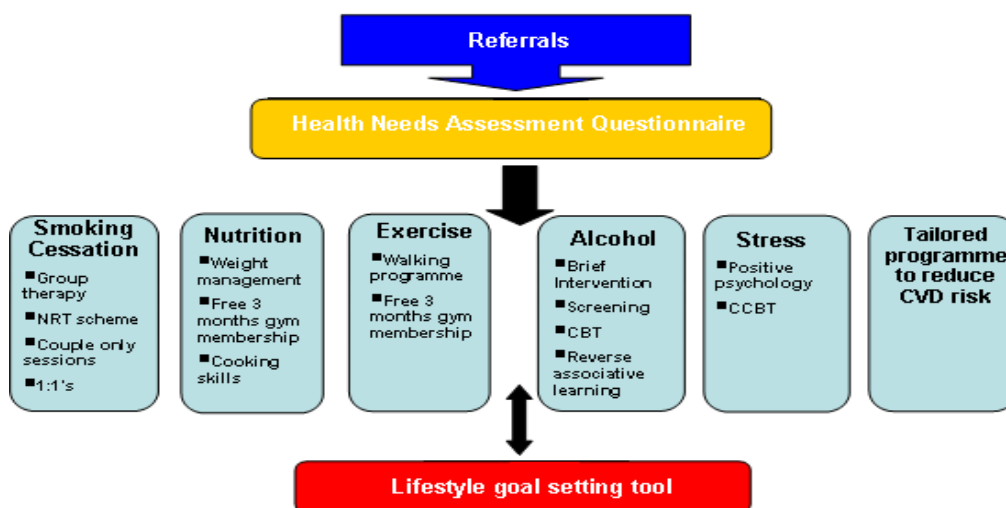 Referrals
Health Needs Assessment Questionnaire
Smoking
Cessation
▪Group
therapy
▪NRT scheme
▪Couple only
sessions
▪1:1's
Nutrition
▪Weight
management
▪Free 3
months gym
membership
▪Cooking
skills
Exercise
▪Walking
programme
▪Free 3
months gym
membership
Alcohol
▪Brief
Intervention
▪Screening
▪CBT
▪Reverse
associative
learning
Stress
▪Positive
psychology
▪CCBT
Tailored
programme
to reduce
CVD risk
Lifestyle goal setting tool